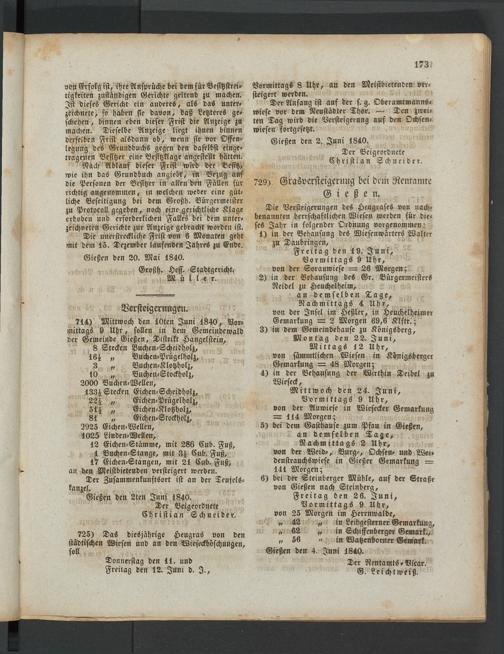 173
von Erfolg ist, ihre Ansprüche bei dem für Besitzstrei-
tigkeiten zuständigen Gerichte geltend zu machen.
Ist dieses Gericht ein anderes, als das unter-
zeichnete, so haben sie davon, daß Letzteres ge-
schehen, binnen eben dieser Frist die Anzeige zu
machen. Dieselbe Anzeige liegt ihnen binnen
derselben Frist alsdann ob, wenn sie vor Offen-
legung des Grundbuchs gegen den daselbst einge-
tragenen Besitzer eine Besitzklage angestellt hätten.
Nach Ablauf dieser Frist wird der Besitz,
wie ihn das Grundbuch angiebt, in Bezug auf
die Personen der Besitzer in allen den Fällen für
richtig angenommen, in welchen weder eine güt-
liche Beseitigung bei dem Großh. Bürgermeister
zu Protocoll gegeben, noch eine gerichtliche Klage
erhoben und erforderlichen Falles bei dem unter-
zeichneten Gerichte zur Anzeige gebracht worden ist.
Die unerstreckliche Frist von 6 Monaten geht
mit dem 15. Dezember laufenden Jahres zu Ende.
Gießen den 20. Mai 1840.
Großh. Hess. Stadtgericht.
Müller.
Versteigerungen.
714) Mittwoch den 10ten Juni 1840, Vor-
mittags 9 Uhr, sollen in dem Gemeindewald
der Gemeinde Gießen, Distrikt Hangelstein,
8 Stecken Buchen-Scheidholz,
16½ „ Buchen-Prügelholz,
3 „ Buchen-Klotzholz,
10 „ Buchen-Stockholz,
2000 Buchen-Wellen,
133½ Stecken Eichen-Scheidholz,
22½ „ Eichen-Prügelholz,
51½ „ Eichen-Klotzholz,
81 „ Eichen-Stockholz,
2925 Eichen-Wellen,
1025 Linden-Wellen,
12 Eichen-Stämme, mit 286 Cub. Fuß,
1 Buchen-Stange, mit 3½ Cub. Fuß,
17 Eichen-Stangen, mit 21 Cub. Fuß,
an den Meistbietenden versteigert werden.
Der Zusammenkunftsort ist an der Teufels-
kanzel.
Gießen den 2ten Juni 1840.
Der Beigeordnete
Christian Schneider.
725) Das diesjährige Heugras von den
städtischen Wiesen und an den Wieseckböschungen,
soll
Donnerstag den 11. und
Freitag den 12. Juni d. J.,
Vormittags 8 Uhr, an den Meistbietenden ver-
steigert werden.
Der Anfang ist auf der s. g. Oberamtmanns-
wiese vor dem Neustädter Thor. — Den zwei-
ten Tag wird die Versteigerung auf den Ochsen-
wiesen fortgesetzt.
Gießen den 2. Juni 1840.
Der Beigeordnete
Christian Schneider.
729) Grasversteigerung bei dem Rentamte
Gießen.
Die Versteigerungen des Heugrases von nach-
benannten herrschaftlichen Wiesen werden für die-
ses Jahr in folgender Ordnung vorgenommen:
1) in der Behausung des Wiesenwärters Walter
zu Daubringen,
Freitag den 19. Juni,
Vormittags 9 Uhr,
von der Sorawiese = 28 Morgen;
2) in der Behausung des Gr. Bürgermeisters
Reidel zu Heuchelheim,
an demselben Tage,
Nachmittags 4 Uhr,
von der Insel im Heßler, in Heuchelheimer
Gemarkung = 2 Morgen 69,6 Klftr.;
3) in dem Gemeindehause zu Königsberg,
Montag den 22. Juni,
Mittags 12 Uhr,
von sämmtlichen Wiesen in Königsberger
Gemarkung = 48 Morgen;
4) in der Behausung der Wirthin Deibel zu
Wieseck,
Mittwoch den 24. Juni,
Vormittags 9 Uhr,
von der Auwiese in Wiesecker Gemarkung
= 114 Morgen;
5) bei dem Gasthause zum Pfau in Gießen,
an demselben Tage,
Nachmittags 2 Uhr,
von der Weid-, Burg-, Ochsen- und Wei-
denstrauchswiese in Gießer Gemarkung =
141 Morgen;
6) bei der Steinberger Mühle, auf der Straße
von Gießen nach Steinberg,
Freitag den 26. Juni,
Vormittags 9 Uhr,
von 25 Morgen im Herrnwalde,
„ 42 „ in Leihgesterner Gemarkung,
„ 62 „ in Schiffenberger Gemark.,
„ 56 „ in Watzenborner Gemark.
Gießen den 4. Juni 1840.
Der Rentamts-Vicar.
G. Leichtweiß.